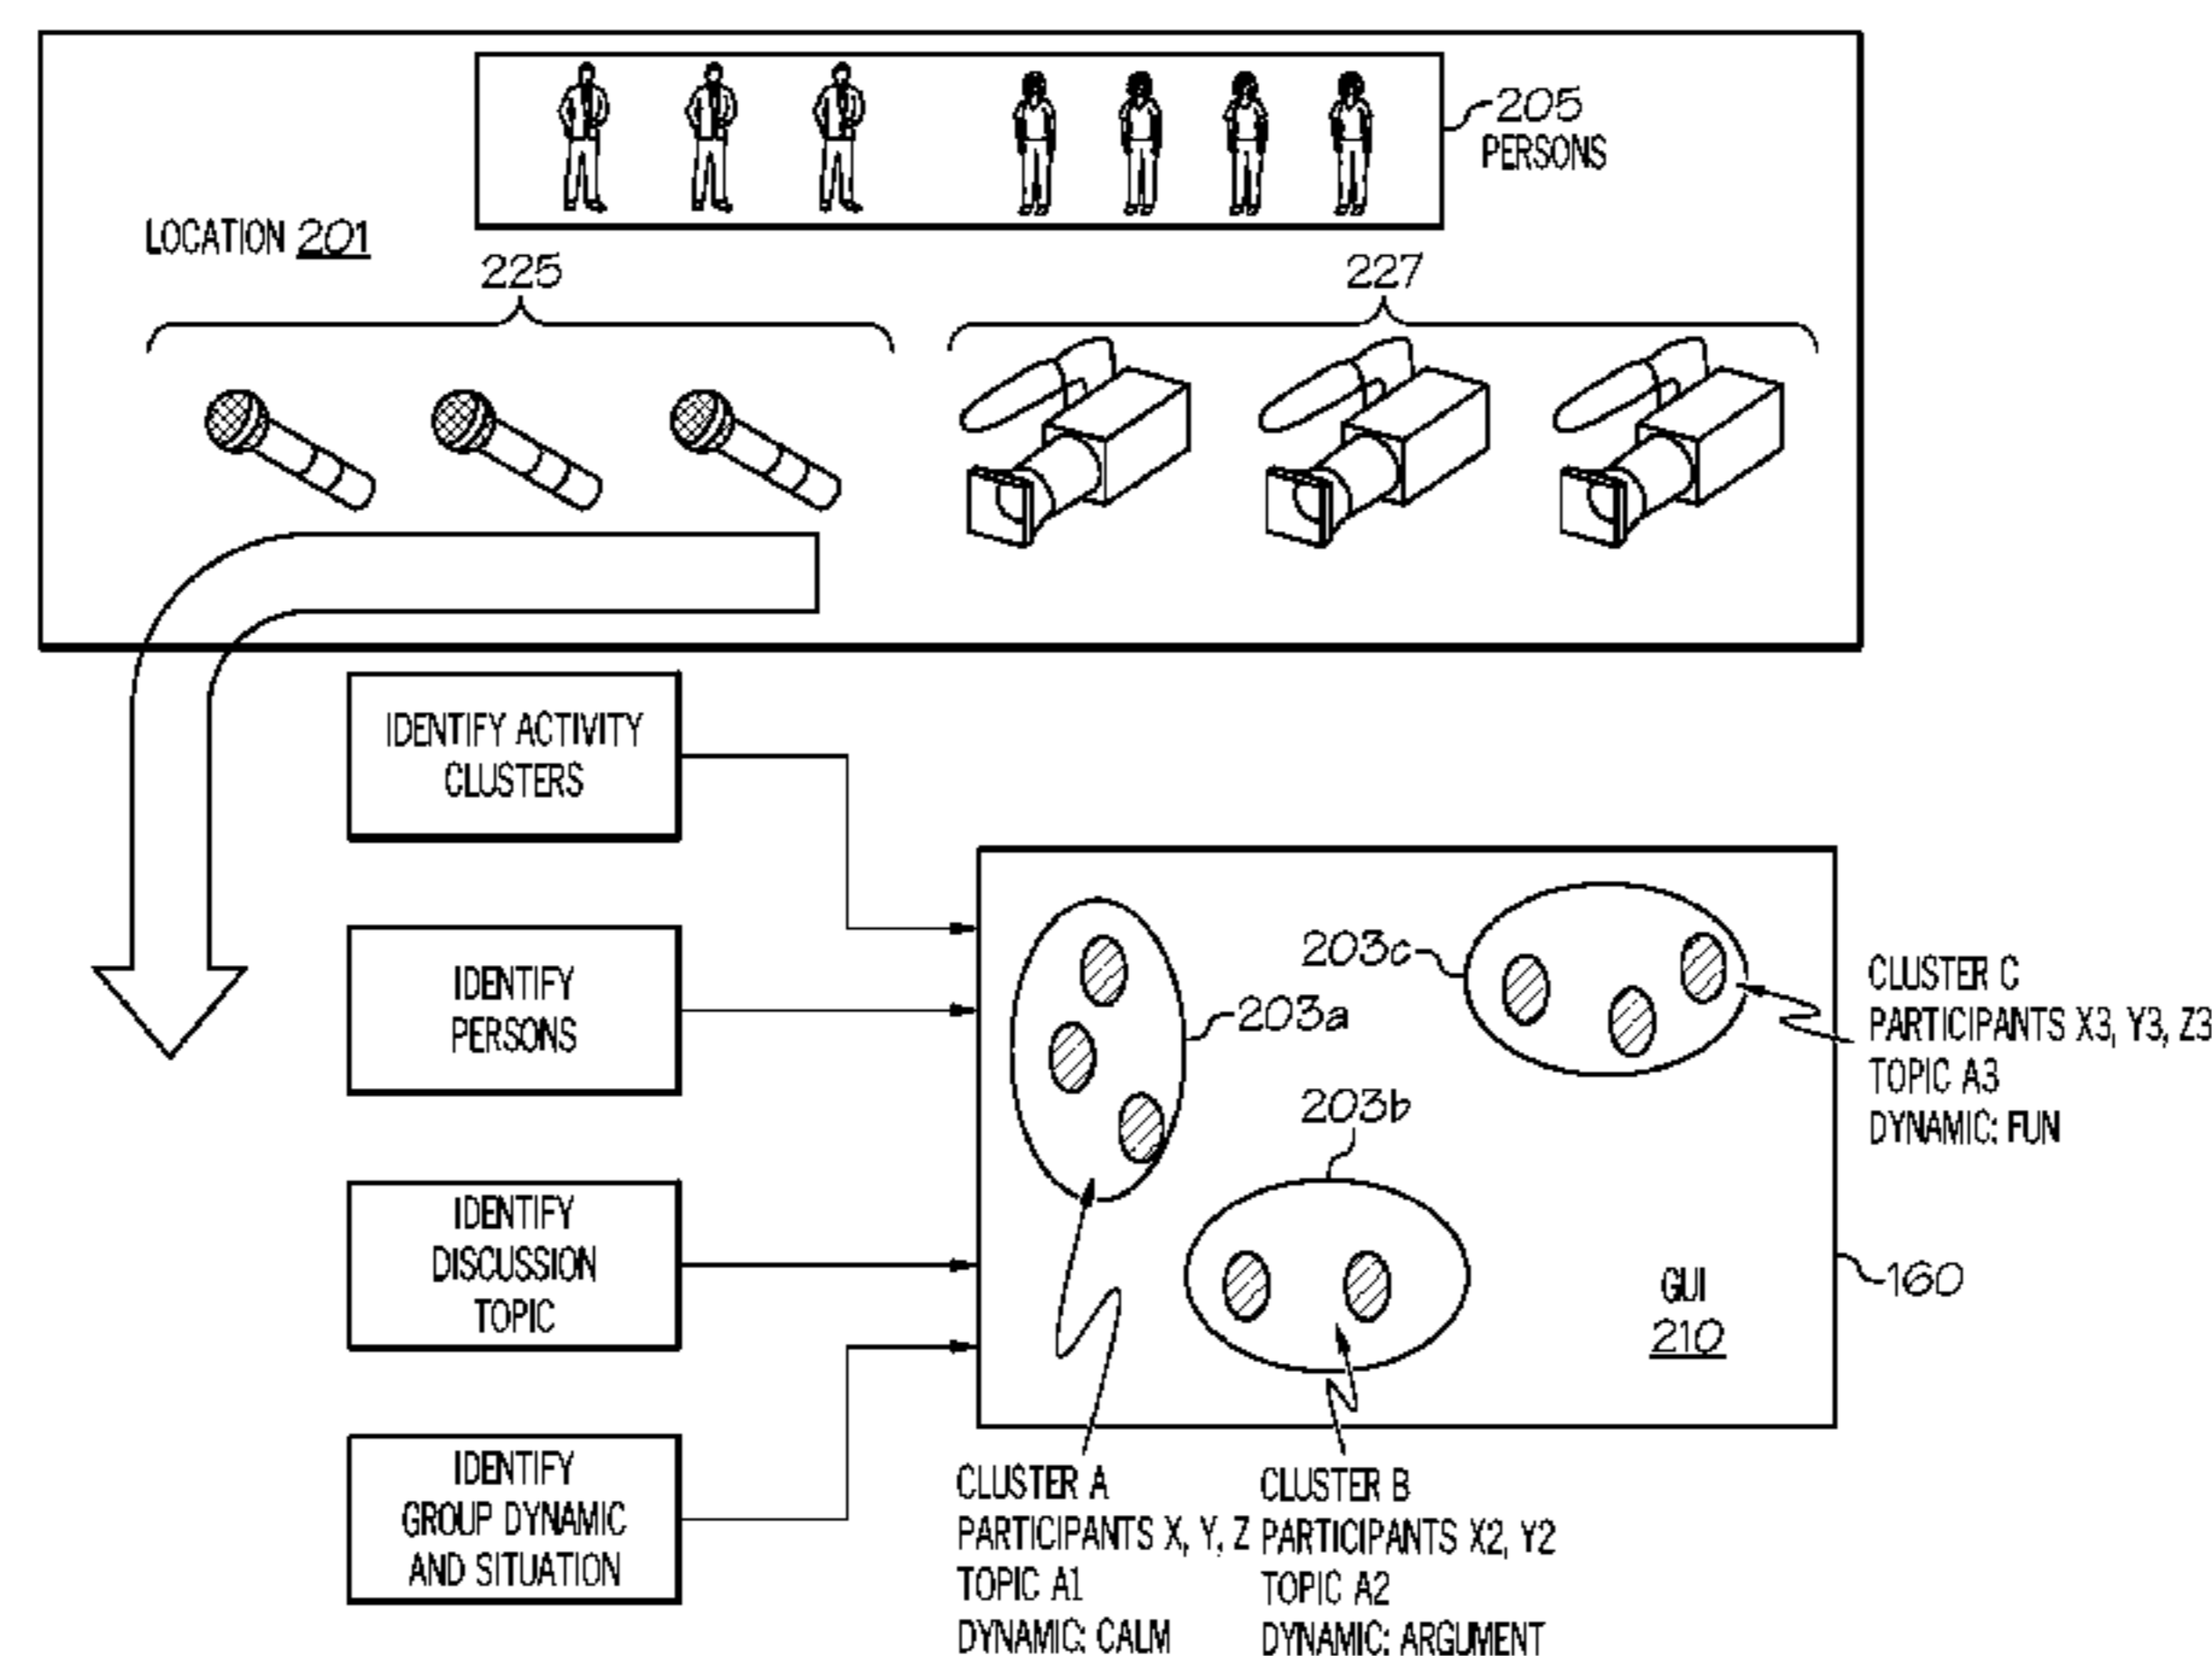 205
PERSONS
LOCATION 201
225
227
IDENTIFY ACTIVITY
CLUSTERS
IDENTIFY
PERSONS
IDENTIFY
DISCUSSION
TOPIC
IDENTIFY
GROUP DYNAMIC
AND SITUATION
203a
203b
203c
GUI
210
160
CLUSTER C
PARTICIPANTS X3, Y3, Z3
TOPIC A3
DYNAMIC: FUN
CLUSTER A
PARTICIPANTS X, Y, Z
TOPIC A1
DYNAMIC: CALM
CLUSTER B
PARTICIPANTS X2, Y2
TOPIC A2
DYNAMIC: ARGUMENT